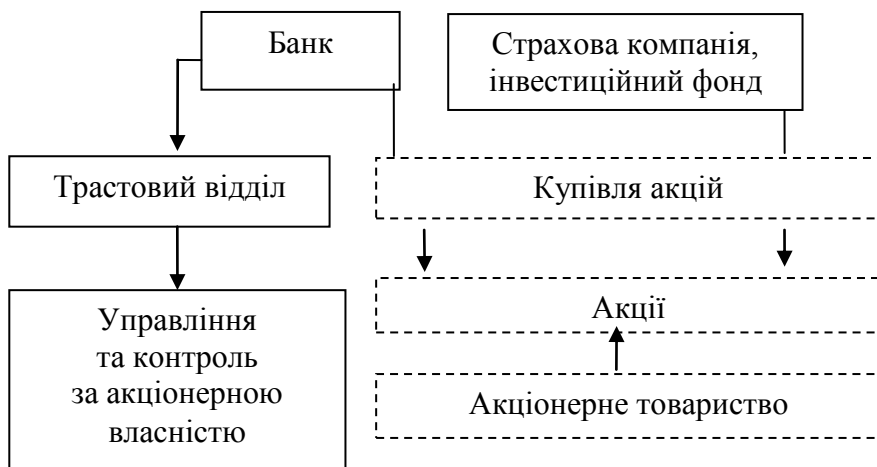 Банк
Страхова компанія,
інвестиційний фонд
Трастовий відділ
Купівля акцій
Управління
та контроль
за акціонерною
власністю
Акції
Акціонерне товариство